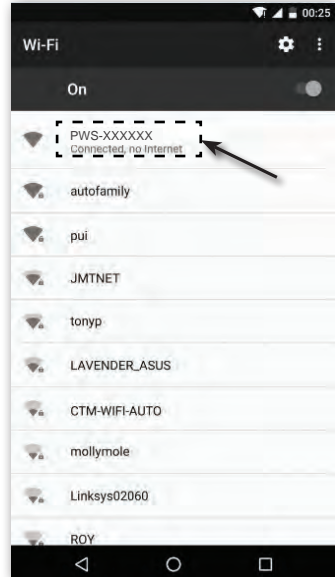 00:25
Wi-Fi
On
PWS-XXXXXX
Connected, no Internet
autofamily
pui
JMTNET
tonyp
LAVENDER_ASUS
CTM-WIFI-AUTO
mollymole
Linksys02060
ROY